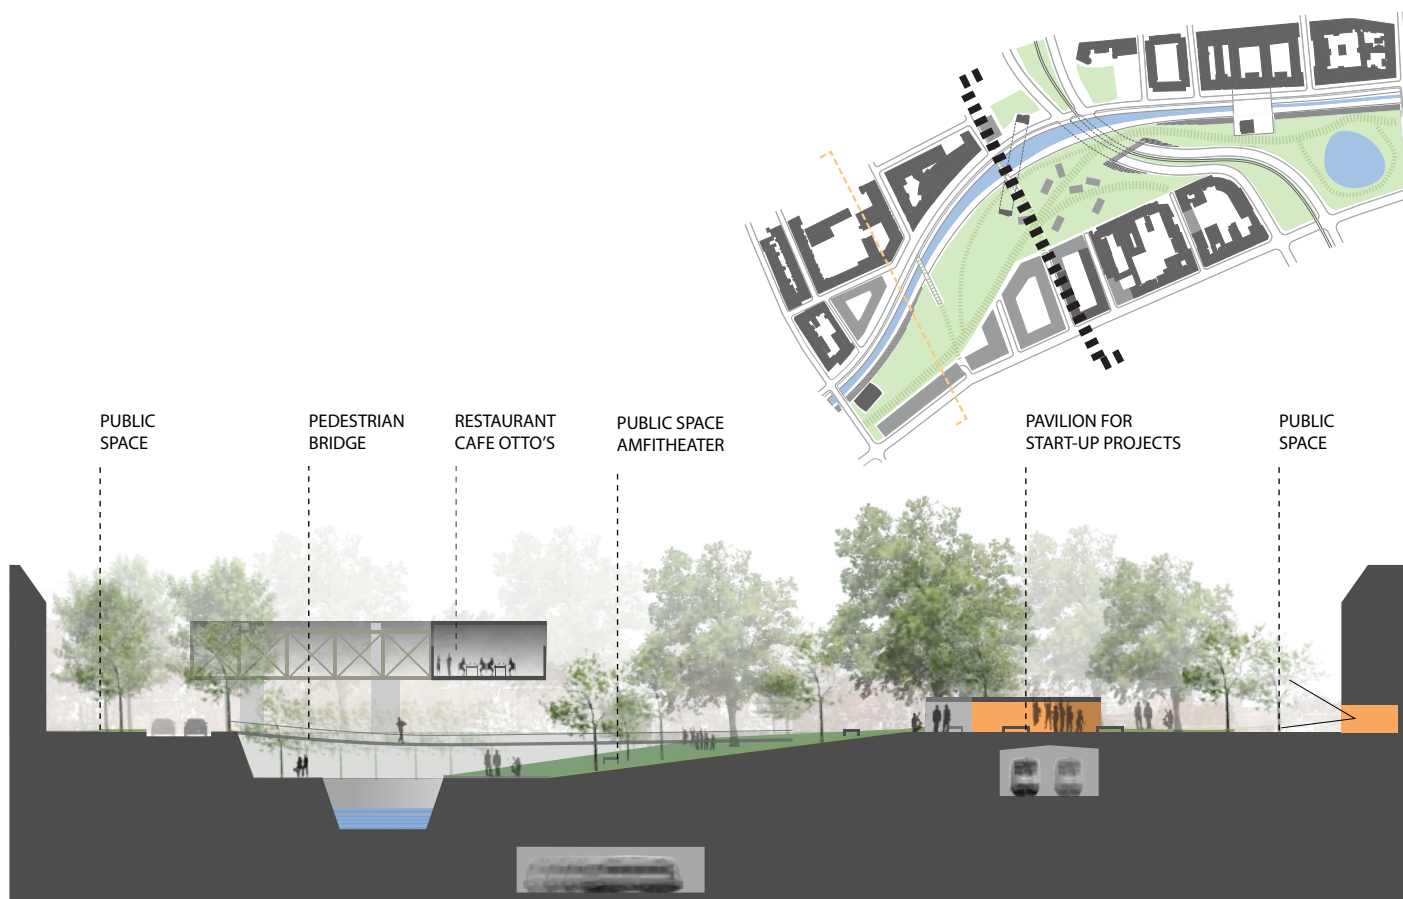 PUBLIC
SPACE
PEDESTRIAN
BRIDGE
RESTAURANT
CAFE OTTO'S
PUBLIC SPACE
AMFITHEATER
PAVILION FOR
START-UP PROJECTS
PUBLIC
SPACE